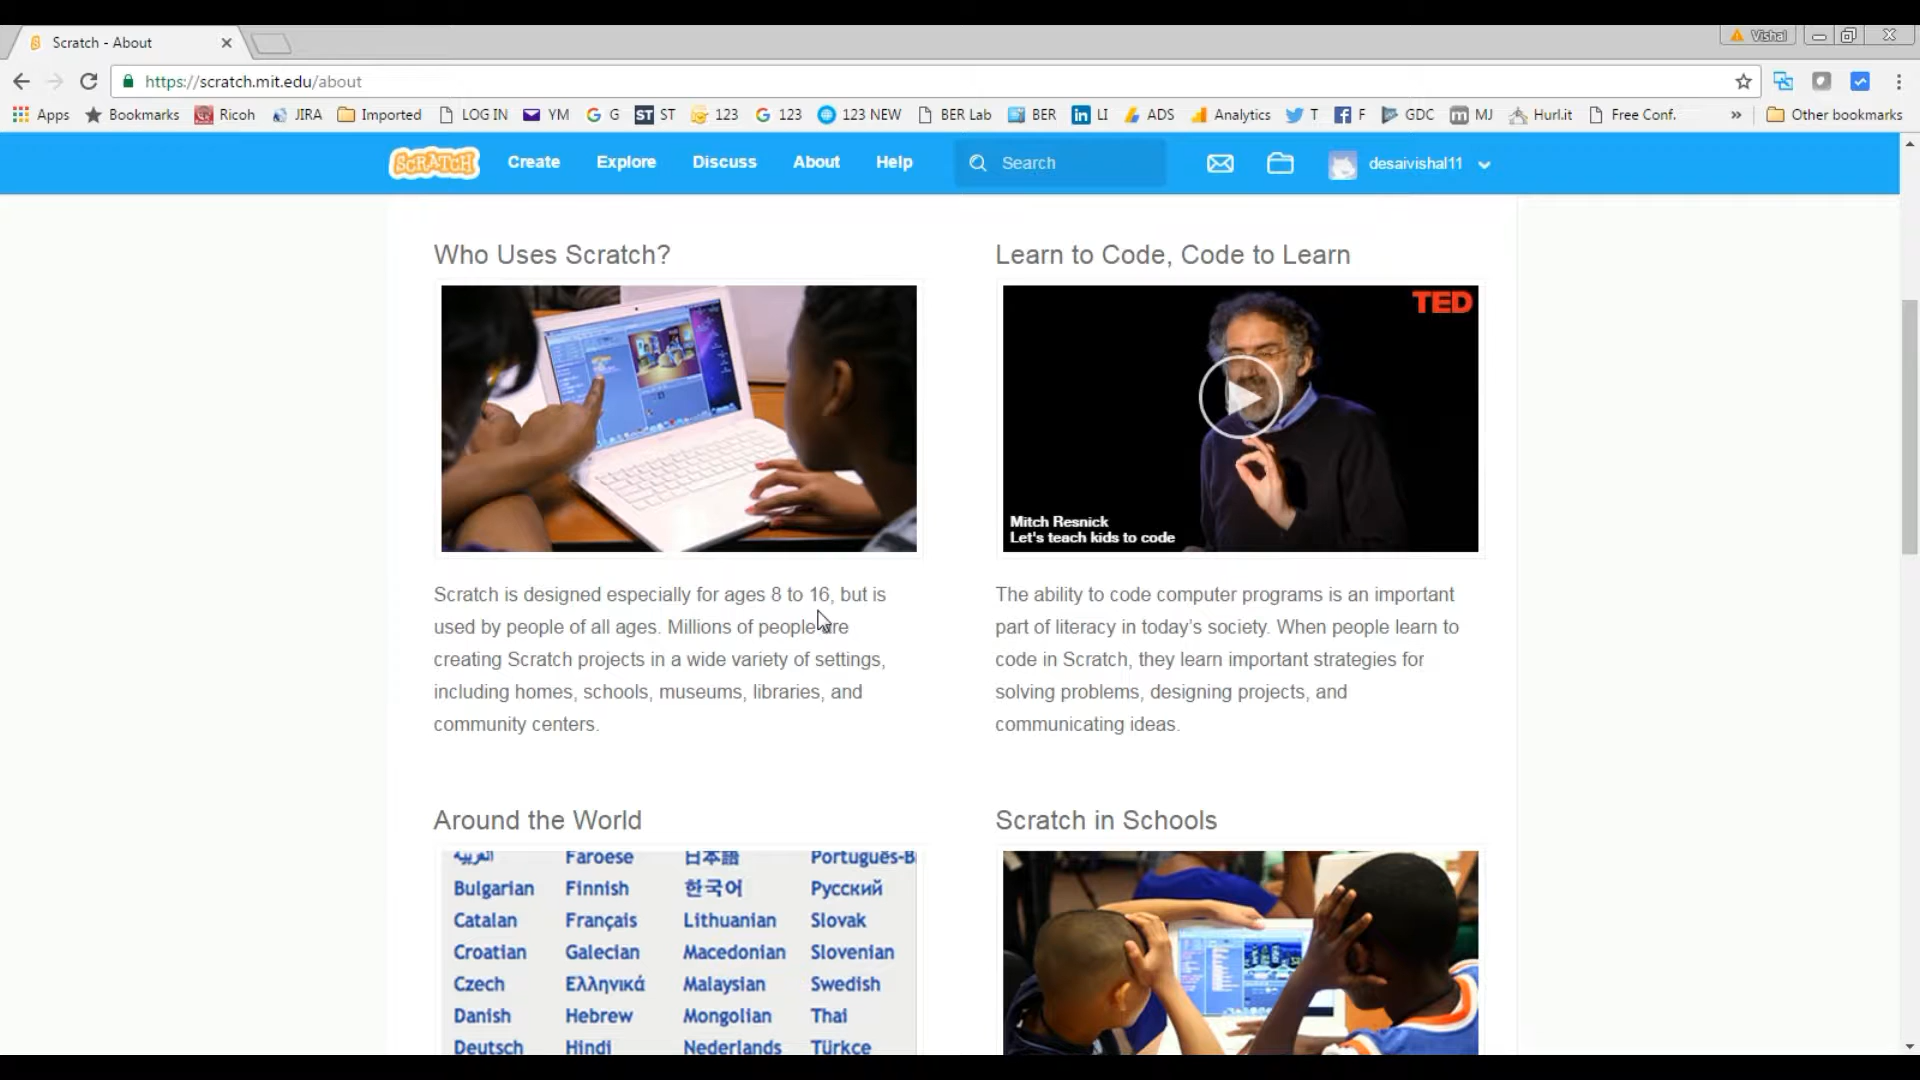 Scratch - About
Vishal
https://scratch.mit.edu/about
Apps Bookmarks Ricoh JIRA Imported LOG IN YM G ST 123 123 123 NEW BER Lab BER LI ADS Analytics T F GDC MJ Hurl.it Free Conf. » Other bookmarks
SCRATCH Create Explore Discuss About Help Search desaivishal11
Who Uses Scratch?
Scratch is designed especially for ages 8 to 16, but is
used by people of all ages. Millions of people are
creating Scratch projects in a wide variety of settings,
including homes, schools, museums, libraries, and
community centers.
Learn to Code, Code to Learn
TED
Mitch Resnick
Let's teach kids to code
The ability to code computer programs is an important
part of literacy in today's society. When people learn to
code in Scratch, they learn important strategies for
solving problems, designing projects, and
communicating ideas.
Around the World
العربية Faroese 日本語 Português-B
Bulgarian Finnish 한국어 Русский
Catalan Français Lithuanian Slovak
Croatian Galecian Macedonian Slovenian
Czech Ελληνικά Malaysian Swedish
Danish Hebrew Mongolian Thai
Deutsch Hindi Nederlands Türkçe
Scratch in Schools